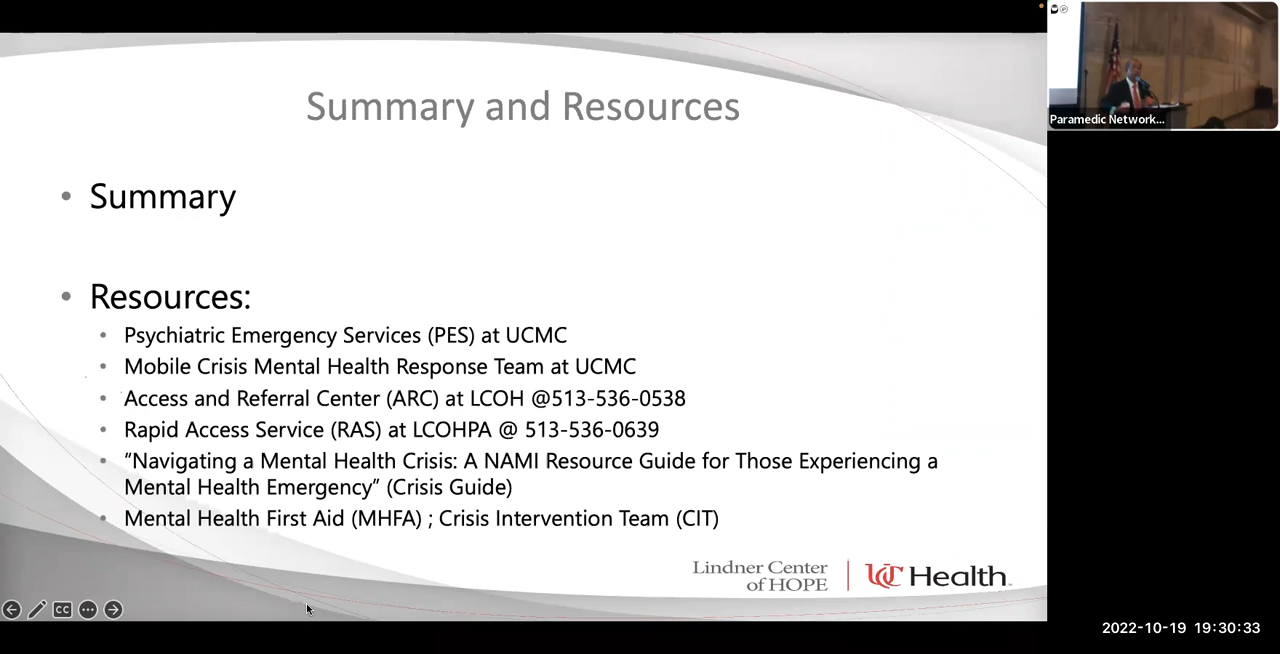 Summary and Resources
• Summary
• Resources:
• Psychiatric Emergency Services (PES) at UCMC
• Mobile Crisis Mental Health Response Team at UCMC
• Access and Referral Center (ARC) at LCOH @513-536-0538
• Rapid Access Service (RAS) at LCOHPA @ 513-536-0639
• “Navigating a Mental Health Crisis: A NAMI Resource Guide for Those Experiencing a
Mental Health Emergency” (Crisis Guide)
• Mental Health First Aid (MHFA) ; Crisis Intervention Team (CIT)
Lindner Center
of HOPE
UC Health
CC
Paramedic Network...
2022-10-19 19:30:33